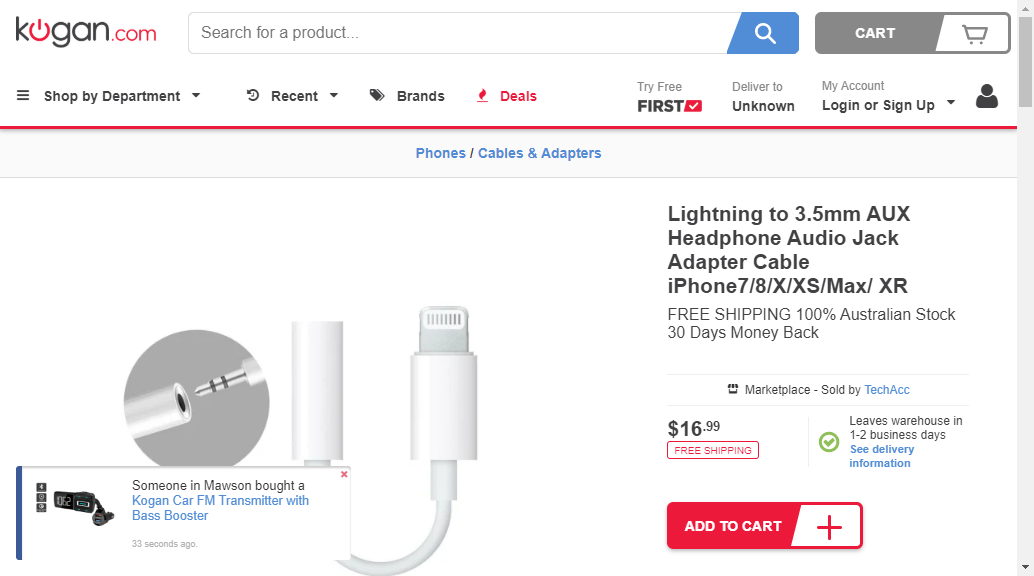 kogan.com
Search for a product...
CART
Shop by Department
Recent
Brands
Deals
Try Free
FIRST
Deliver to
Unknown
My Account
Login or Sign Up
Phones / Cables & Adapters
Lightning to 3.5mm AUX
Headphone Audio Jack
Adapter Cable
iPhone7/8/X/XS/Max/ XR
FREE SHIPPING 100% Australian Stock
30 Days Money Back
Marketplace - Sold by TechAcc
$16.99
FREE SHIPPING
Leaves warehouse in
1-2 business days
See delivery
information
ADD TO CART
Someone in Mawson bought a
Kogan Car FM Transmitter with
Bass Booster
33 seconds ago.